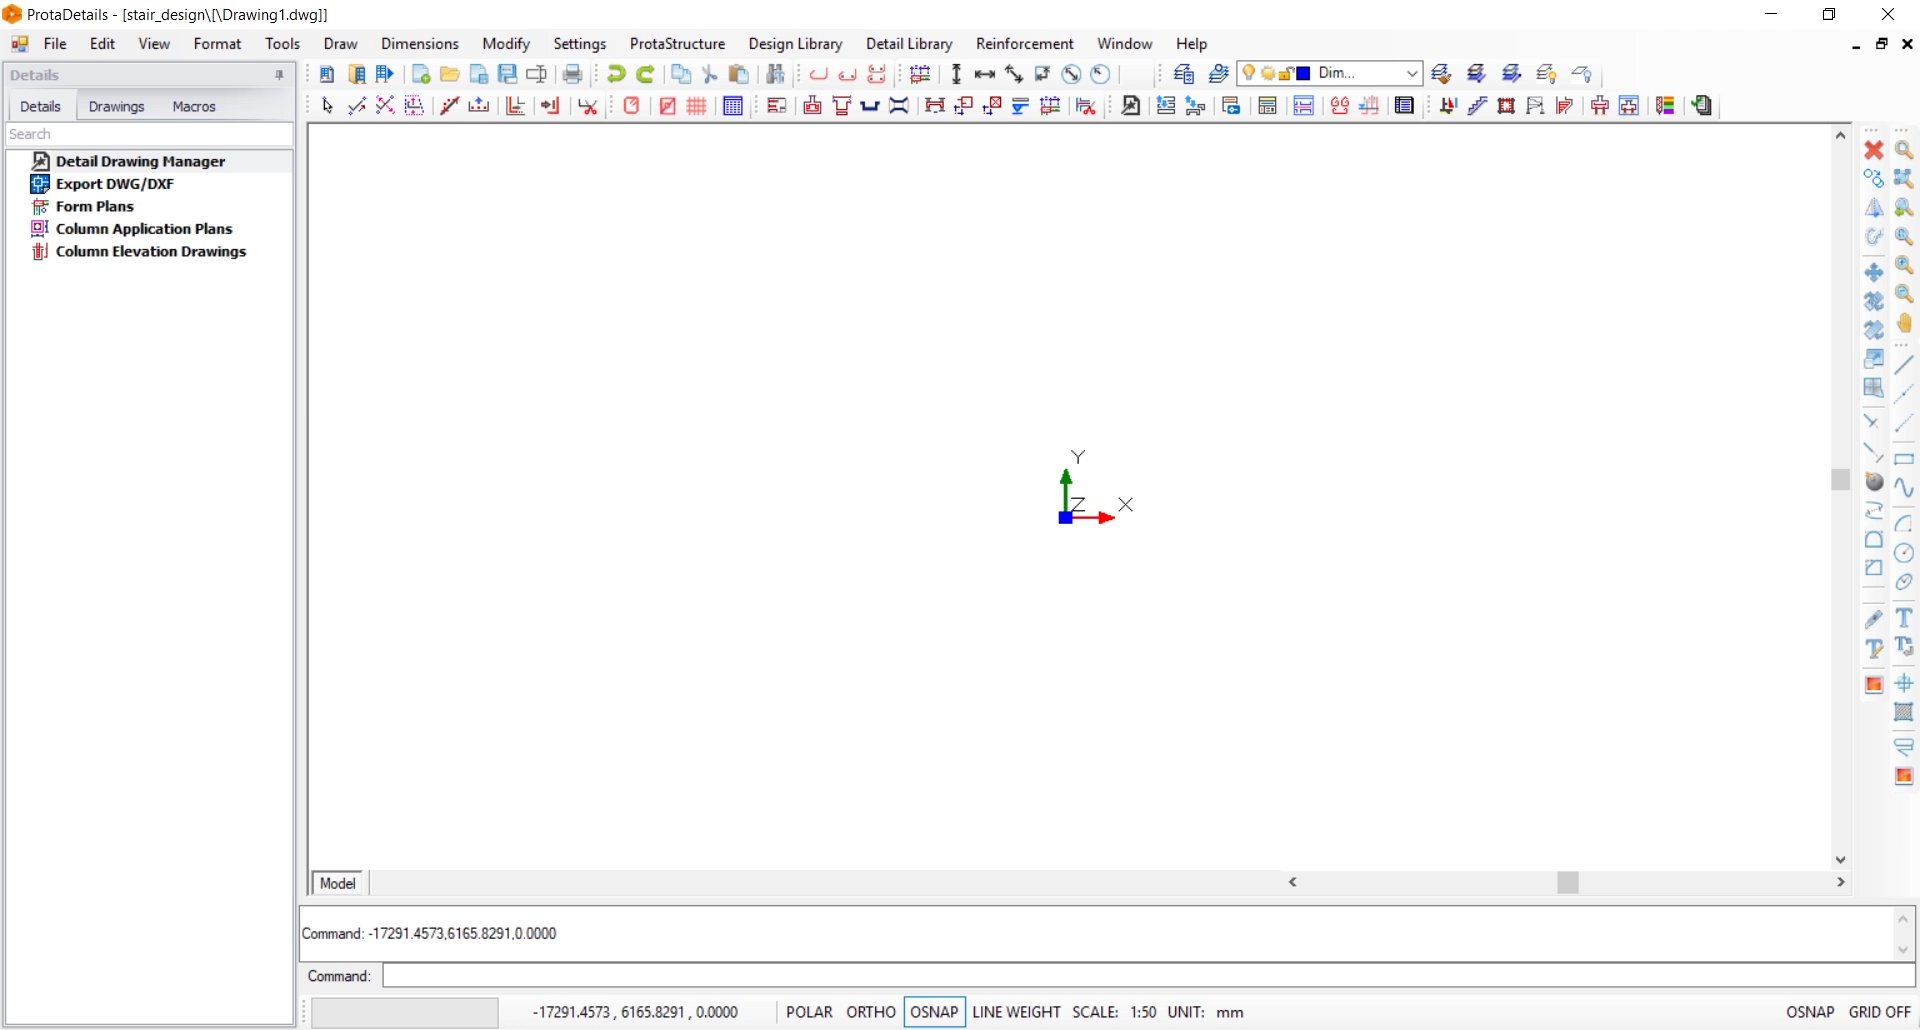 ProtaDetails - [stair_design\[\Drawing1.dwg]]
File Edit View Format Tools Draw Dimensions Modify Settings ProtaStructure Design Library Detail Library Reinforcement Window Help
Details
Dim...
Details Drawings Macros
Search
Detail Drawing Manager
Export DWG/DXF
Form Plans
Column Application Plans
Column Elevation Drawings
Y
Z X
Model
Command: -17291.4573,6165.8291,0.0000
Command:
-17291.4573 , 6165.8291 , 0.0000 POLAR ORTHO OSNAP LINE WEIGHT SCALE: 1:50 UNIT: mm OSNAP GRID OFF